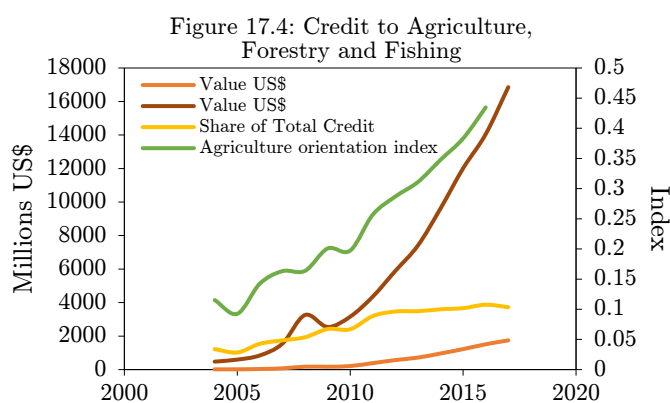 Figure 17.4: Credit to Agriculture,
Forestry and Fishing
18000
16000
14000
12000
10000
8000
6000
4000
2000
0
Millions US$
Value US$
Value US$
Share of Total Credit
Agriculture orientation index
0.5
0.45
0.4
0.35
0.3
0.25
0.2
0.15
0.1
0.05
0
Index
2000 2005 2010 2015 2020